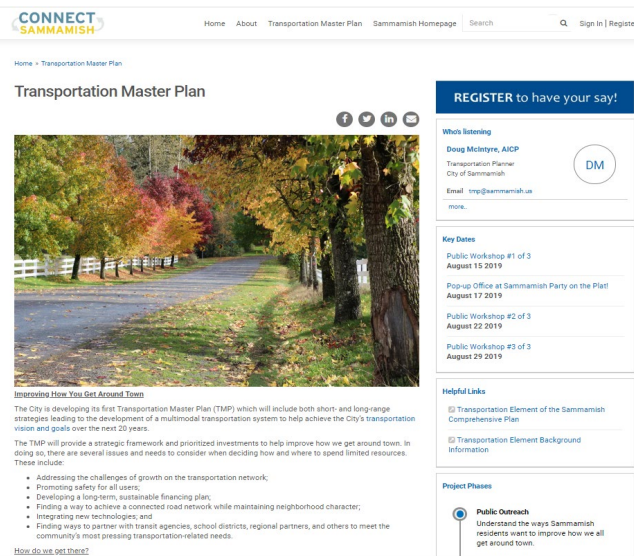 CONNECT
SAMMAMISH
Home About Transportation Master Plan Sammamish Homepage Search Sign In | Registe
Home » Transportation Master Plan
Transportation Master Plan
Improving How You Get Around Town
The City is developing its first Transportation Master Plan (TMP) which will include both short- and long-range
strategies leading to the development of a multimodal transportation system to help achieve the City's transportation
vision and goals over the next 20 years.
The TMP will provide a strategic framework and prioritized investments to help improve how we get around town. In
doing so, there are several issues and needs to consider when deciding how and where to spend limited resources.
These include:
• Addressing the challenges of growth on the transportation network;
• Promoting safety for all users;
• Developing a long-term, sustainable financing plan;
• Finding a way to achieve a connected road network while maintaining neighborhood character;
• Integrating new technologies; and
• Finding ways to partner with transit agencies, school districts, regional partners, and others to meet the
community's most pressing transportation-related needs.
How do we get there?
REGISTER to have your say!
Who's listening
Doug McIntyre, AICP
Transportation Planner
City of Sammamish
DM
Email tmp@sammamish.us
more..
Key Dates
Public Workshop #1 of 3
August 15 2019
Pop-up Office at Sammamish Party on the Plat!
August 17 2019
Public Workshop #2 of 3
August 22 2019
Public Workshop #3 of 3
August 29 2019
Helpful Links
Transportation Element of the Sammamish
Comprehensive Plan
Transportation Element Background
Information
Project Phases
Public Outreach
Understand the ways Sammamish
residents want to improve how we all
get around town.